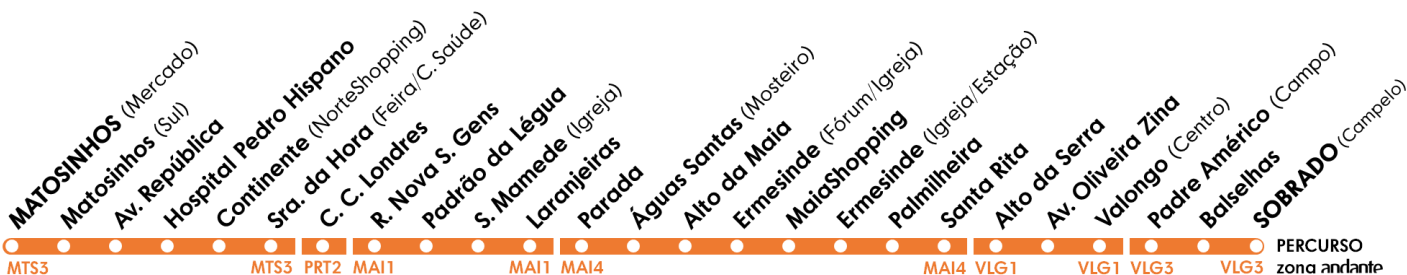 MATOSINHOS (Mercado)
Matosinhos (Sul)
Av. República
Hospital Pedro Hispano
Continente (NorteShopping)
Sra. da Hora (Feira/C. Saúde)
C. C. Londres
R. Nova S. Gens
Padrão da Légua
S. Mamede (Igreja)
Laranjeiras
Parada
Águas Santas (Mosteiro)
Alto da Maia
Ermesinde (Fórum/Igreja)
MaiaShopping
Ermesinde (Igreja/Estação)
Palmilheira
Santa Rita
Alto da Serra
Av. Oliveira Zina
Valongo (Centro)
Padre Américo (Campo)
Balselhas
SOBRADO (Campelo)
PERCURSO
MTS3 MTS3 PRT2 MAI1 MAI1 MAI4 MAI4 VLG1 VLG1 VLG3 VLG3 zona andante